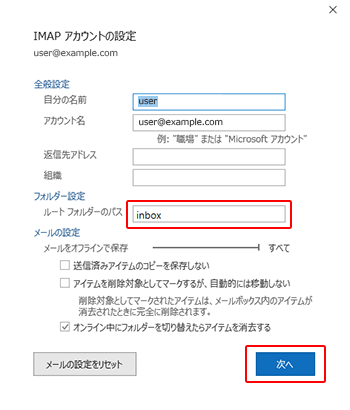 IMAP アカウントの設定
user@example.com
全般設定
自分の名前
user
アカウント名
user@example.com
例: "職場" または "Microsoft アカウント"
返信先アドレス
組織
フォルダー設定
ルート フォルダーのパス
inbox
メールの設定
メールをオフラインで保存
すべて
送信済みアイテムのコピーを保存しない
アイテムを削除対象としてマークするが、自動的には移動しない
削除対象としてマークされたアイテムは、メールボックス内のアイテムが
消去されたときに完全に削除されます。
オンライン中にフォルダーを切り替えたらアイテムを消去する
メールの設定をリセット
次へ